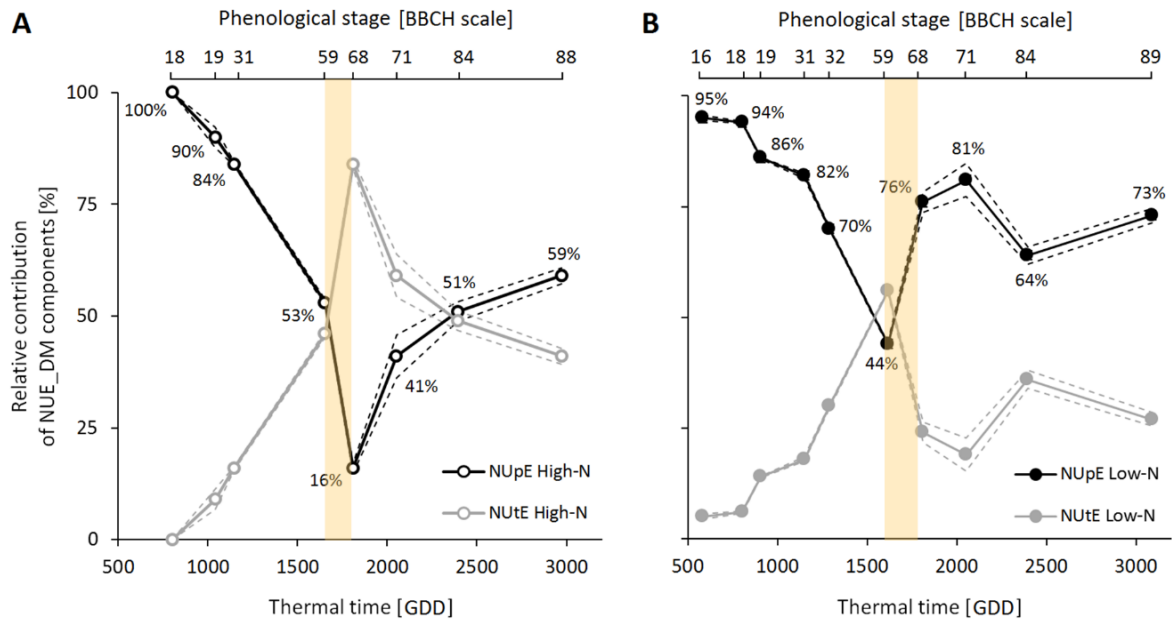 A
Phenological stage [BBCH scale]
18 19 31 59 68 71 84 88
Relative contribution
of NUE_DM components [%]
100
75
50
25
0
100%
90%
84%
53%
16%
41%
51%
59%
NUpE High-N
NUtE High-N
500 1000 1500 2000 2500 3000
Thermal time [GDD]
B
Phenological stage [BBCH scale]
16 18 19 31 32 59 68 71 84 89
95%
94%
86%
82%
70%
44%
76%
81%
64%
73%
NUpE Low-N
NUtE Low-N
500 1000 1500 2000 2500 3000
Thermal time [GDD]